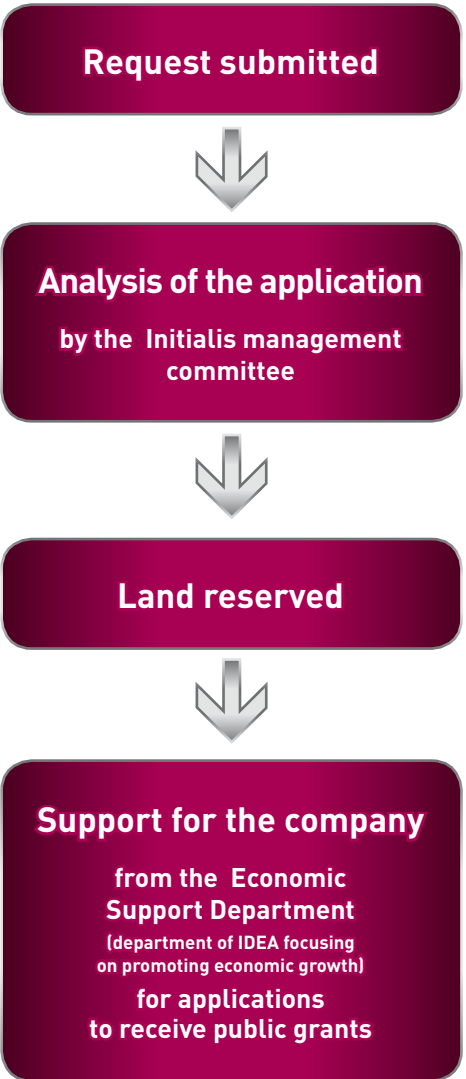 Request submitted
Analysis of the application
by the Initialis management
committee
Land reserved
Support for the company
from the Economic
Support Department
(department of IDEA focusing
on promoting economic growth)
for applications
to receive public grants